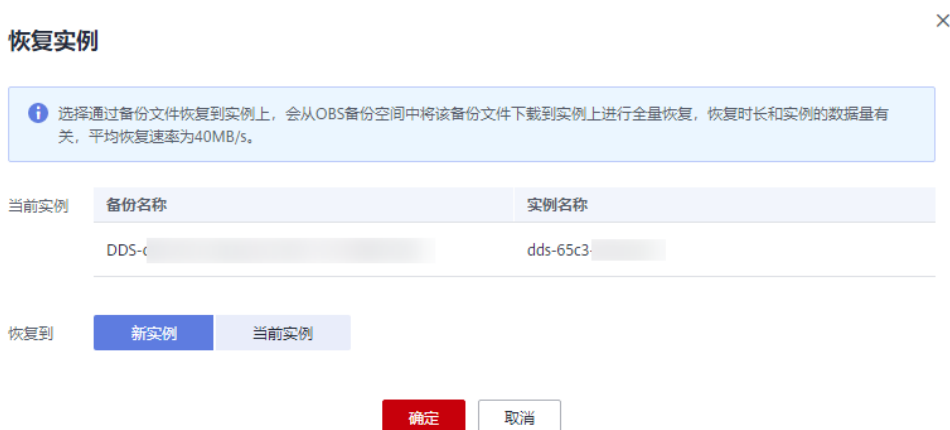 恢复实例
选择通过备份文件恢复到实例上，会从OBS备份空间中将该备份文件下载到实例上进行全量恢复，恢复时长和实例的数据量有
关，平均恢复速率为40MB/s。
当前实例 备份名称 实例名称
DDS- dds-65c3-
恢复到 新实例 当前实例
确定 取消